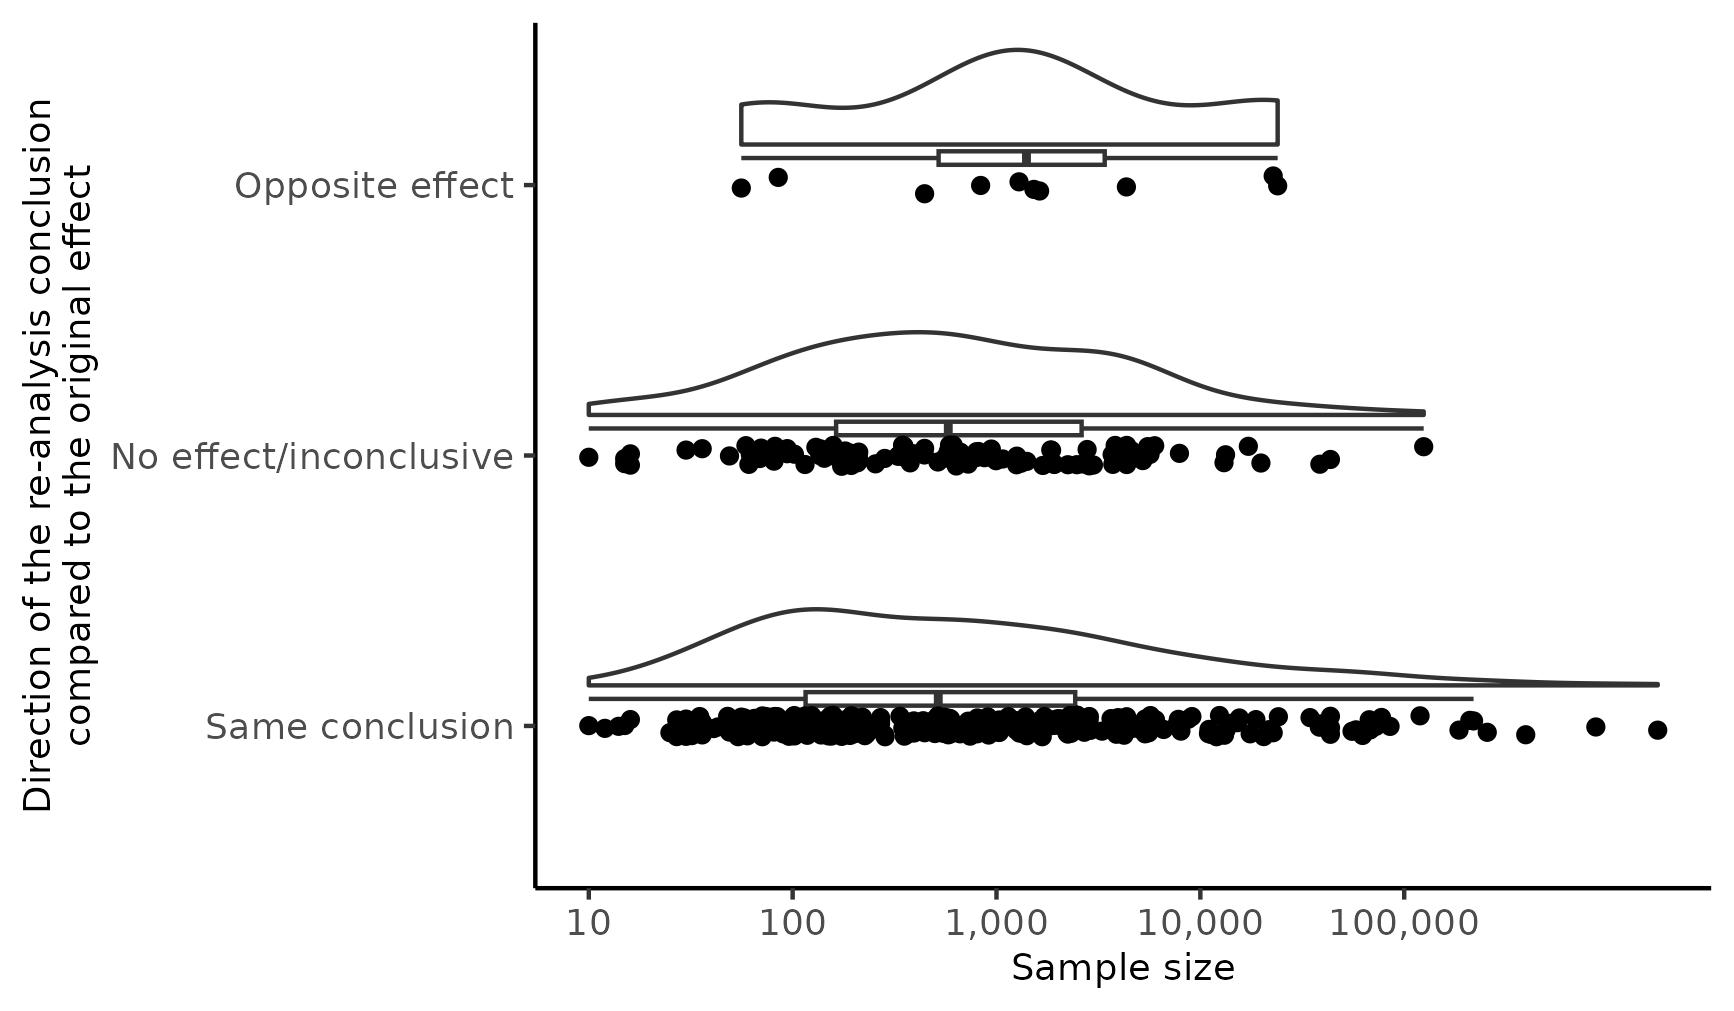 Direction of the re-analysis conclusion
compared to the original effect
Opposite effect
No effect/inconclusive
Same conclusion
10
100
1,000
10,000
100,000
Sample size